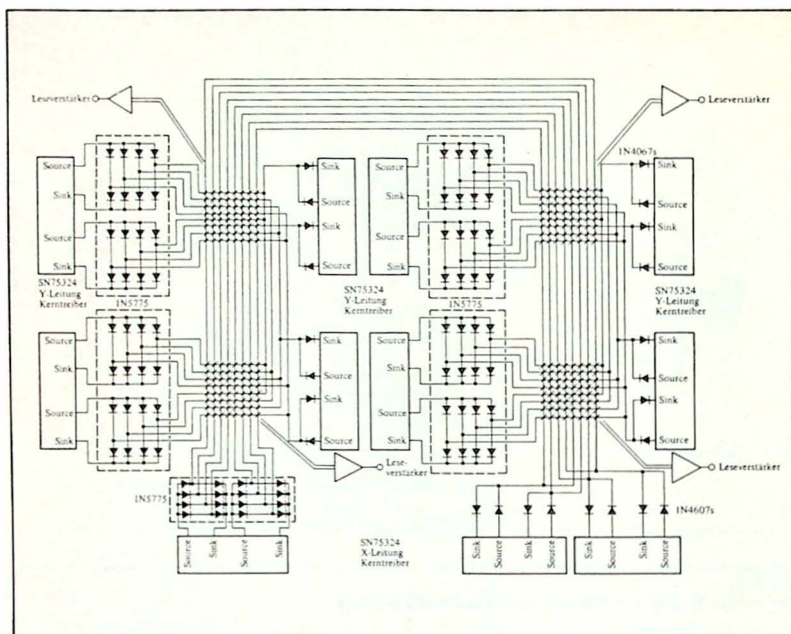 Leseverstärker
Leseverstärker
Source
Sink
Source
Sink
SN75324
Y-Leitung
Kerntreiber
1N5775
Sink
Source
Sink
Source
SN75324
Y-Leitung
Kerntreiber
Source
Sink
Source
Sink
1N5775
1N4067s
Sink
Source
Sink
Source
SN75324
Y-Leitung
Kerntreiber
Source
Sink
Source
Sink
Sink
Source
Sink
Source
Source
Sink
Source
Sink
Sink
Source
Sink
Source
Lese-
verstärker
Leseverstärker
1N5775
Source
Sink
Source
Sink
SN75324
X-Leitung
Kerntreiber
1N4607s
Sink
Source
Sink
Source
Sink
Source
Sink
Source